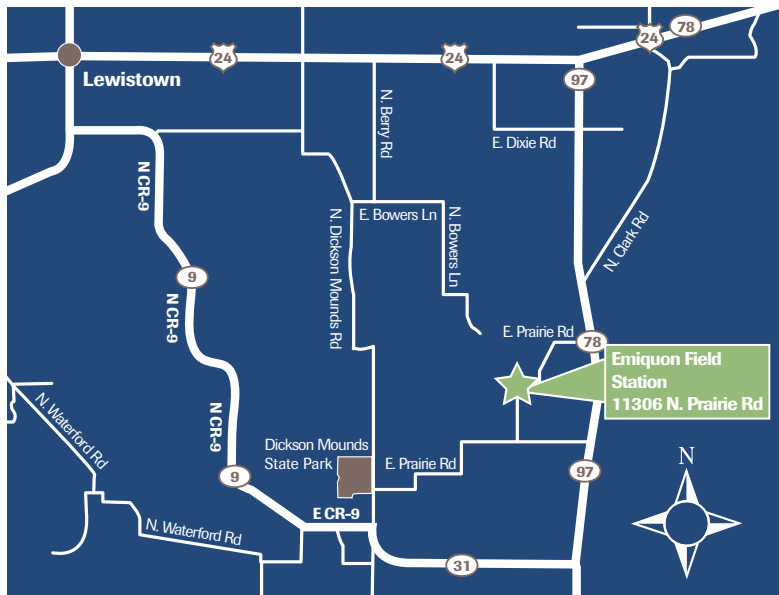 78
24
24
24
Lewistown
97
N. Berry Rd
E. Dixie Rd
N CR-9
E. Bowers Ln
N. Dickson Mounds Rd
N. Bowers Ln
N. Clark Rd
9
N CR-9
E. Prairie Rd
78
Emiquon Field
Station
11306 N. Prairie Rd
N. Waterford Rd
N CR-9
Dickson Mounds
State Park
E. Prairie Rd
9
97
N
E CR-9
N. Waterford Rd
31